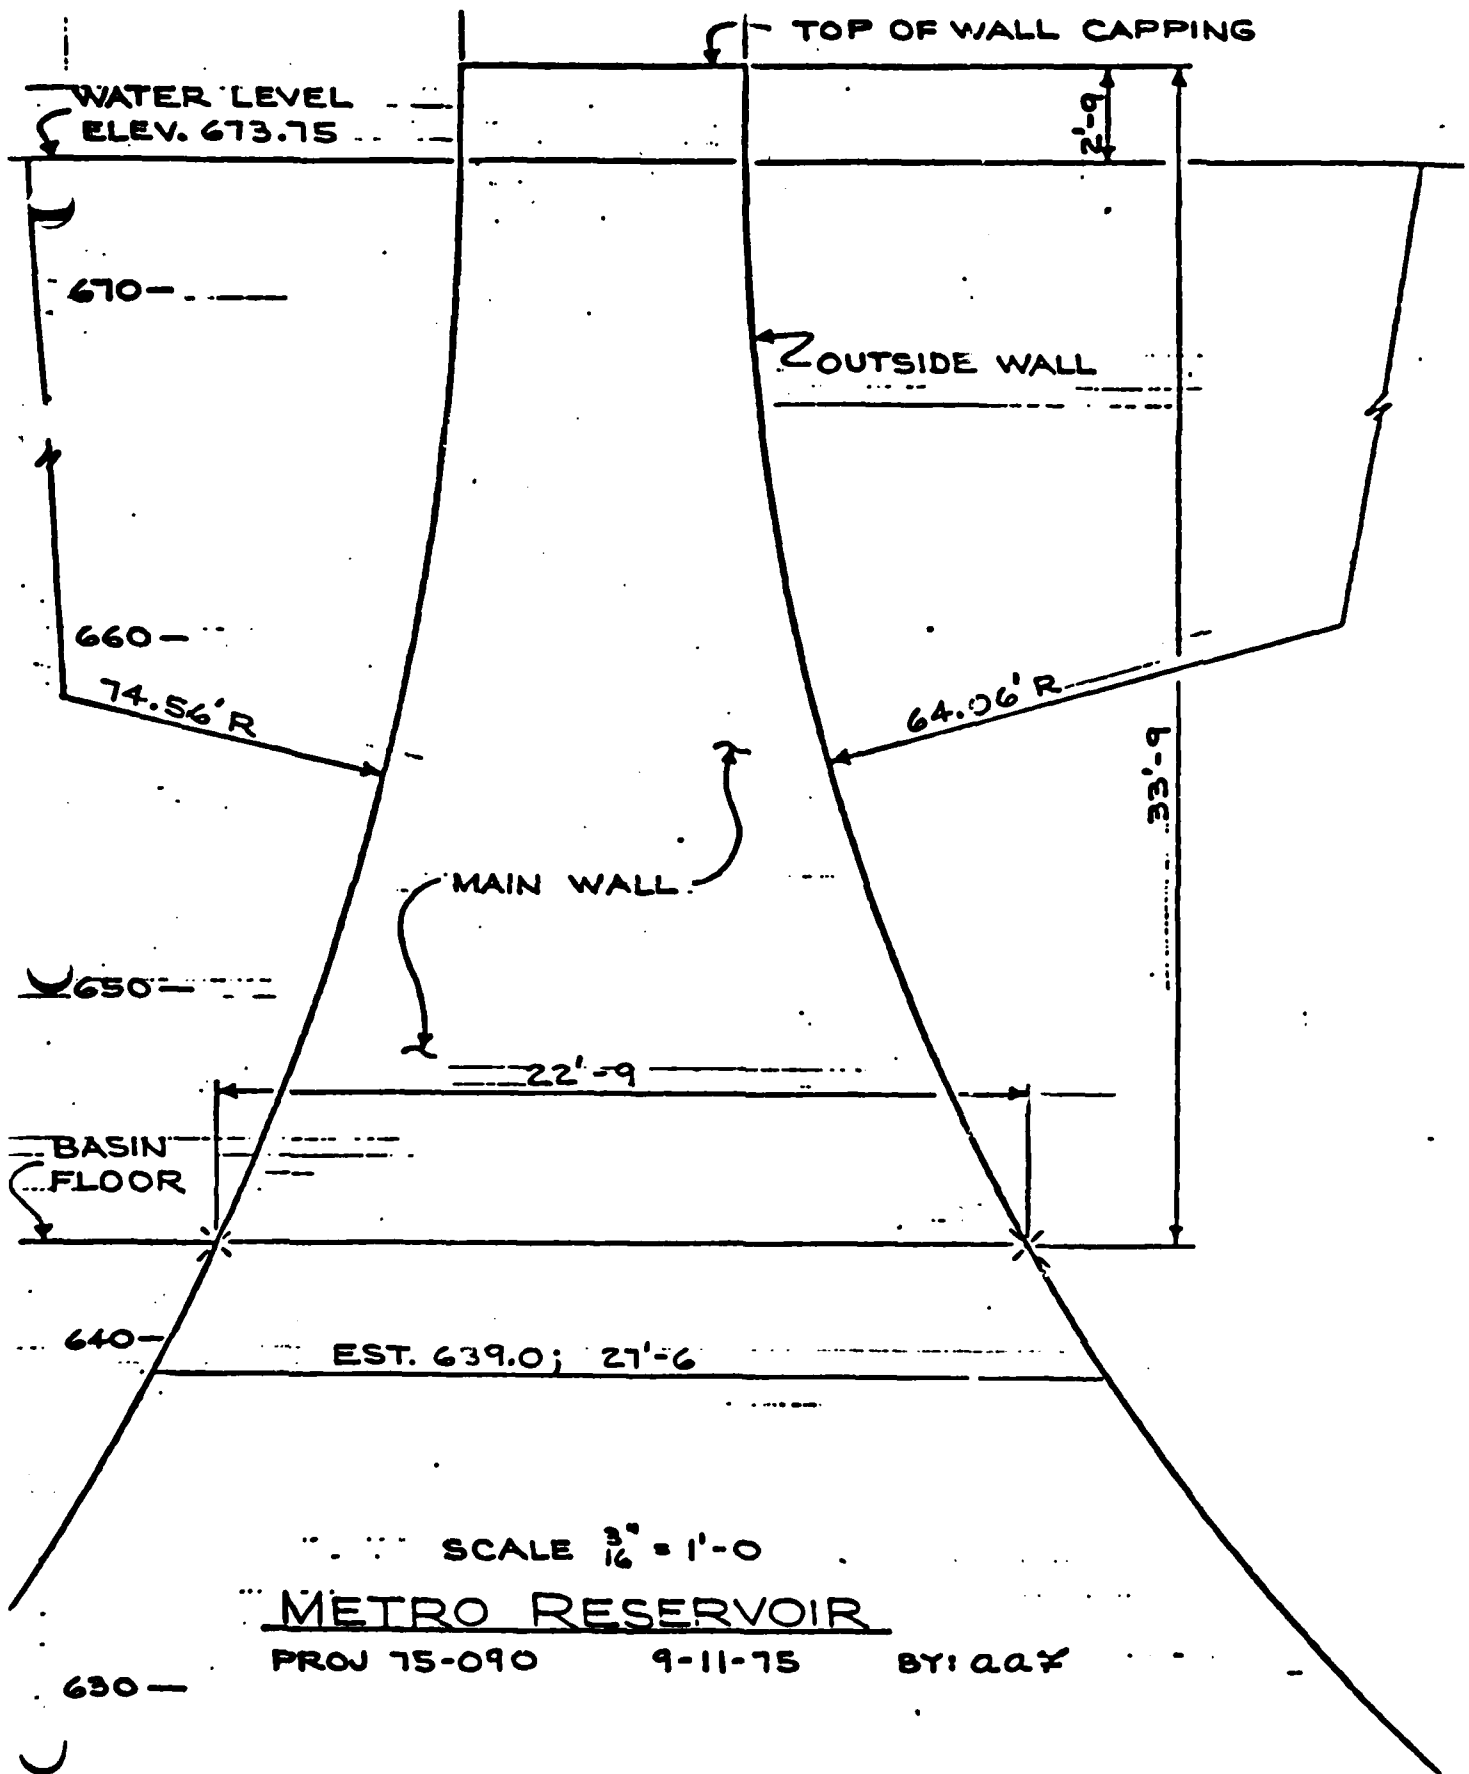 TOP OF WALL CAPPING
WATER LEVEL
ELEV. 673.75
2'-9
670
OUTSIDE WALL
660
74.56' R
64.06' R
33'-9
MAIN WALL
650
22'-9
BASIN
FLOOR
640
EST. 639.0; 27'-6
SCALE 3/16" = 1'-0
METRO RESERVOIR
PROJ 75-090 9-11-75 BY:
630